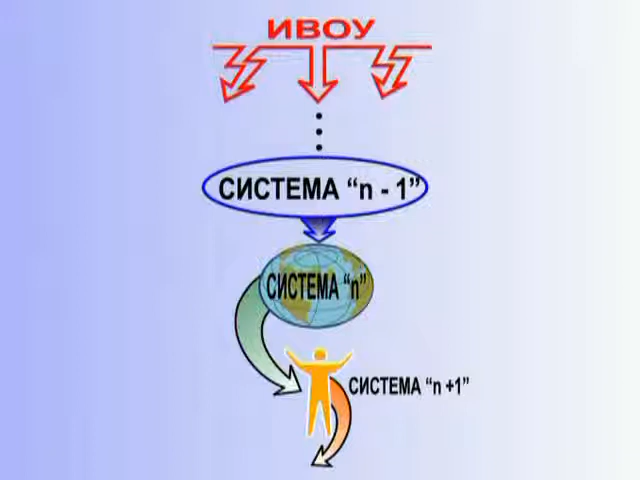 ИВОУ
СИСТЕМА “n - 1”
СИСТЕМА “n”
СИСТЕМА “n +1”